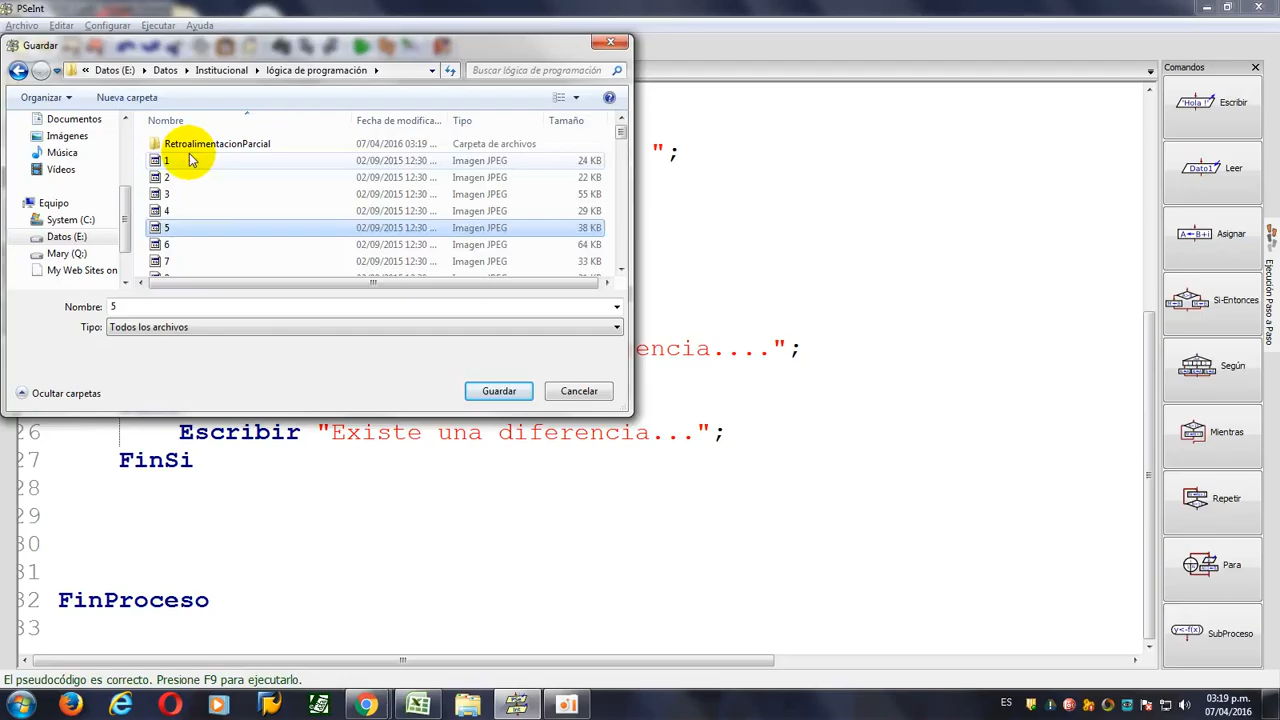 PSeInt
Archivo Editar Configurar Ejecutar Ayuda
Guardar
« Datos (E:) Datos Institucional lógica de programación
Buscar lógica de programación
Organizar Nueva carpeta
Nombre Fecha de modifica... Tipo Tamaño
Documentos
Imágenes
Música
Vídeos
Equipo
System (C:)
Datos (E:)
Mary (Q:)
My Web Sites on
RetroalimentacionParcial 07/04/2016 03:19 ... Carpeta de archivos
1 02/09/2015 12:30 ... Imagen JPEG 24 KB
2 02/09/2015 12:30 ... Imagen JPEG 22 KB
3 02/09/2015 12:30 ... Imagen JPEG 55 KB
4 02/09/2015 12:30 ... Imagen JPEG 29 KB
5 02/09/2015 12:30 ... Imagen JPEG 38 KB
6 02/09/2015 12:30 ... Imagen JPEG 64 KB
7 02/09/2015 12:30 ... Imagen JPEG 33 KB
Nombre: 5
Tipo: Todos los archivos
Ocultar carpetas
Guardar Cancelar
";
encia....";
26 Escribir "Existe una diferencia...";
27 FinSi
28
29
30
31
32 FinProceso
33
Comandos
'Hola !' Escribir
Dato1 Leer
A←B+i Asignar
Si-Entonces
Según
Mientras
Repetir
Para
y<-f(x) SubProceso
Ejecución Paso a Paso
El pseudocódigo es correcto. Presione F9 para ejecutarlo.
ES
03:19 p.m.
07/04/2016